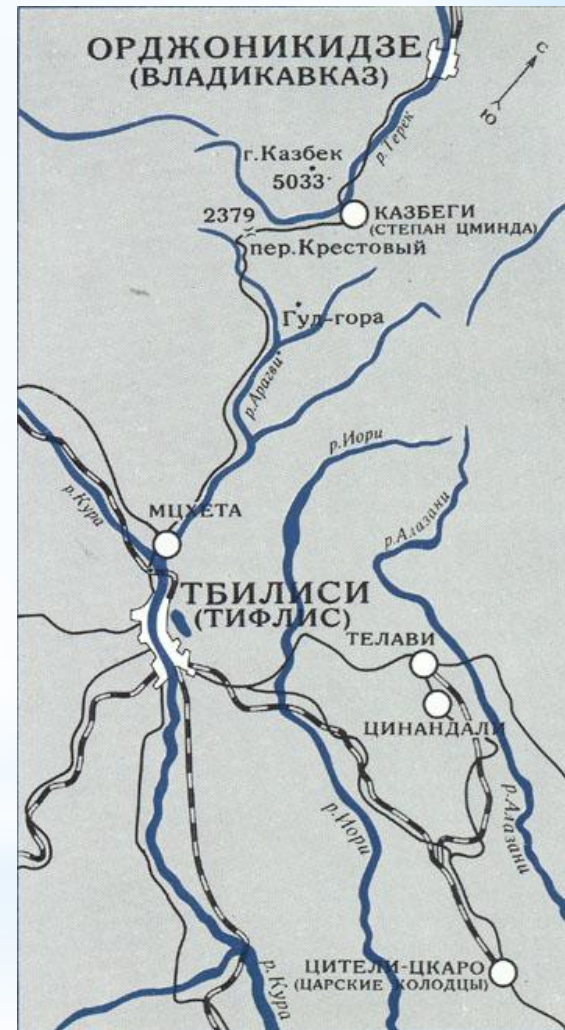 ОРДЖОНИКИДЗЕ
(ВЛАДИКАВКАЗ)
С
Ю
р. Терек
г.Казбек
5033
КАЗБЕГИ
(СТЕПАН ЦМИНДА)
2379
пер.Крестовый
Гуд-гора
р.Арагви
р.Иори
р.Кура
МЦХЕТА
р.Алазани
ТБИЛИСИ
(ТИФЛИС)
ТЕЛАВИ
ЦИНАНДАЛИ
р.Иори
р.Алазани
р. Кура
ЦИТЕЛИ-ЦКАРО
(ЦАРСКИЕ КОЛОДЦЫ)